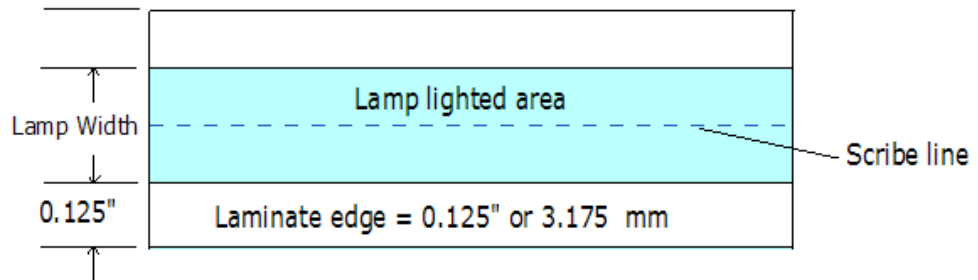 Lamp lighted area
Lamp Width
Scribe line
0.125"
Laminate edge = 0.125" or 3.175 mm